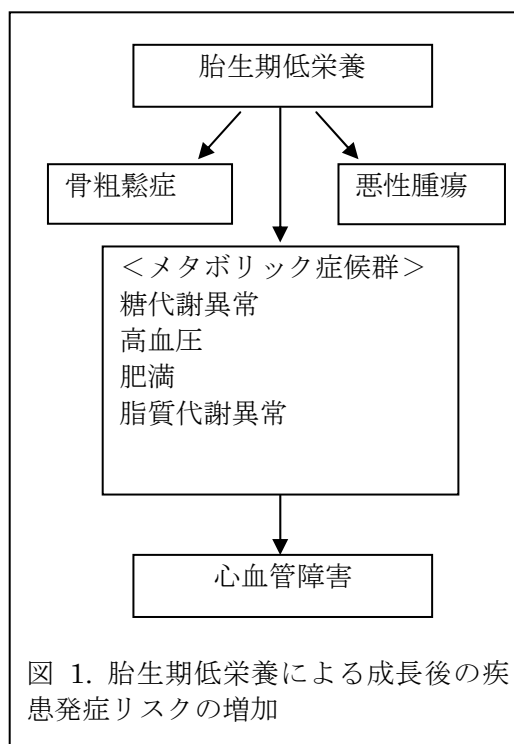 胎生期低栄養
骨粗鬆症
悪性腫瘍
＜メタボリック症候群＞
糖代謝異常
高血圧
肥満
脂質代謝異常
心血管障害
図 1. 胎生期低栄養による成長後の疾
患発症リスクの増加